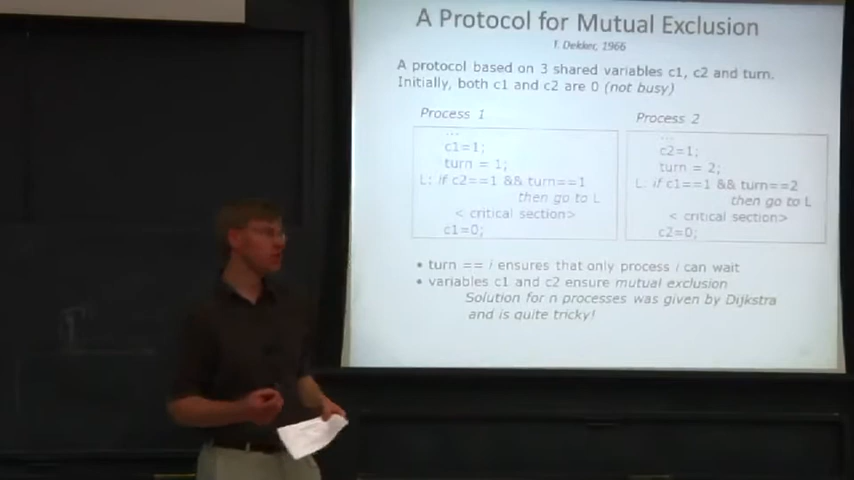 A Protocol for Mutual Exclusion
T. Dekker, 1966
A protocol based on 3 shared variables c1, c2 and turn.
Initially, both c1 and c2 are 0 (not busy)
Process 1
...
c1=1;
turn = 1;
L: if c2==1 && turn==1
then go to L
< critical section>
c1=0;
Process 2
...
c2=1;
turn = 2;
L: if c1==1 && turn==2
then go to L
< critical section>
c2=0;
• turn == i ensures that only process i can wait
• variables c1 and c2 ensure mutual exclusion
Solution for n processes was given by Dijkstra
and is quite tricky!